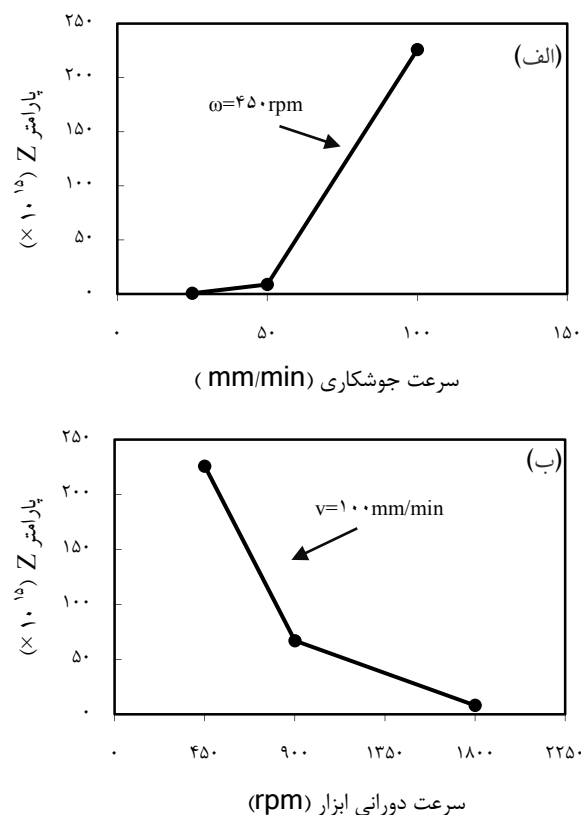 (الف)
پارامتر Z (× ۱۰ ۱۵)
۲۵۰
۲۰۰
۱۵۰
۱۰۰
۵۰
۰
ω=۴۵۰rpm
۰ ۵۰ ۱۰۰ ۱۵۰
سرعت جوشکاری (mm/min )
(ب)
پارامتر Z (× ۱۰ ۱۵)
۲۵۰
۲۰۰
۱۵۰
۱۰۰
۵۰
۰
v=۱۰۰mm/min
۰ ۴۵۰ ۹۰۰ ۱۳۵۰ ۱۸۰۰ ۲۲۵۰
سرعت دورانی ابزار (rpm)